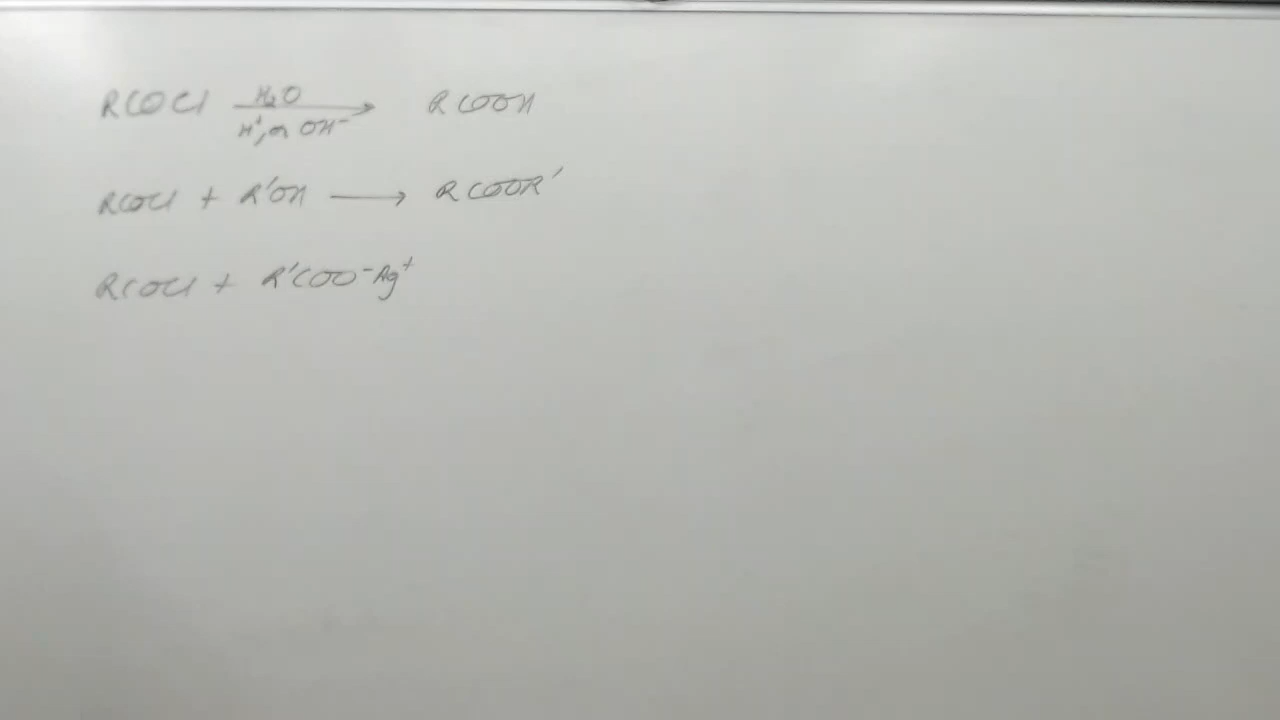 RCOCl H₂O H⁺, or OH⁻ → RCOOH
RCOCl + R'OH → RCOOR'
RCOCl + R'COO⁻Ag⁺